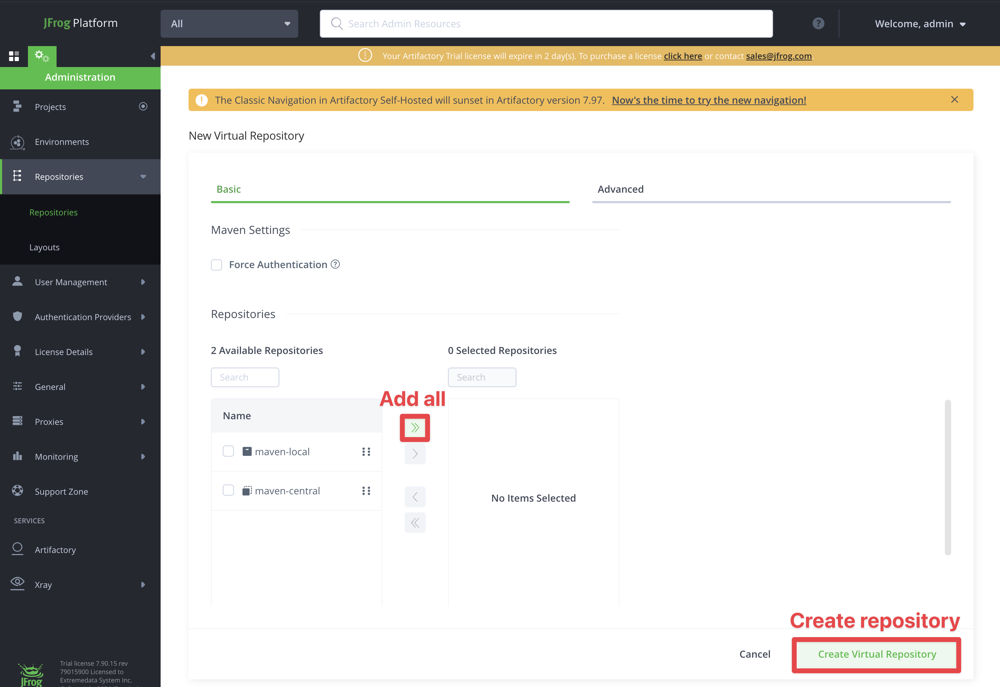 JFrog Platform
All
Search Admin Resources
?
Welcome, admin
Your Artifactory Trial license will expire in 2 day(s). To purchase a license click here or contact sales@jfrog.com.
Administration
The Classic Navigation in Artifactory Self-Hosted will sunset in Artifactory version 7.97. Now's the time to try the new navigation!
Projects
Environments
Repositories
Repositories
Layouts
User Management
Authentication Providers
License Details
General
Proxies
Monitoring
Support Zone
SERVICES
Artifactory
Xray
JFrog
Trial license 7.90.15 rev
79015900 Licensed to
Extremedata System Inc.
New Virtual Repository
Basic
Advanced
Maven Settings
Force Authentication ?
Repositories
2 Available Repositories
0 Selected Repositories
Search
Search
Add all
Name
maven-local
maven-central
No Items Selected
Create repository
Cancel
Create Virtual Repository